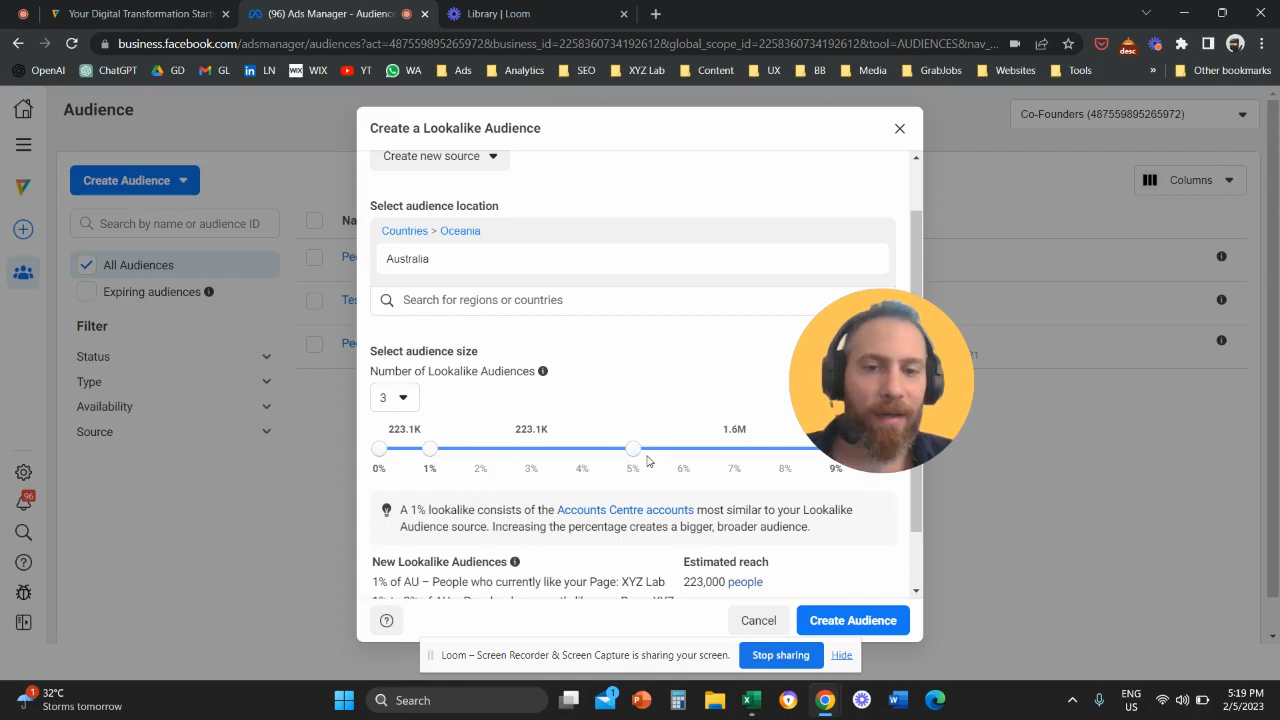 Your Digital Transformation Start
(96) Ads Manager - Audience
Library | Loom
business.facebook.com/adsmanager/audiences?act=487559895265972&business_id=2258360734192612&global_scope_id=2258360734192612&tool=AUDIENCES&nav_...
desc
OpenAI
ChatGPT
GD
GL
LN
WIX
WIX
YT
WA
Ads
Analytics
SEO
XYZ Lab
Content
UX
BB
Media
GrabJobs
Websites
Tools
»
Other bookmarks
Audience
Co-Founders (487559895265972)
Create Audience
Columns
Search by name or audience ID
Na
All Audiences
Pe
Expiring audiences
Tes
Filter
Status
Pe
21
Type
Availability
Source
96
Create a Lookalike Audience
Create new source
Select audience location
Countries > Oceania
Australia
Search for regions or countries
Select audience size
Number of Lookalike Audiences
3
223.1K
223.1K
1.6M
0%
1%
2%
3%
4%
5%
6%
7%
8%
9%
A 1% lookalike consists of the Accounts Centre accounts most similar to your Lookalike
Audience source. Increasing the percentage creates a bigger, broader audience.
New Lookalike Audiences
Estimated reach
1% of AU – People who currently like your Page: XYZ Lab
223,000 people
Cancel
Create Audience
Loom – Screen Recorder & Screen Capture is sharing your screen.
Stop sharing
Hide
1
32°C
Storms tomorrow
Search
1
ENG
US
5:19 PM
2/5/2023